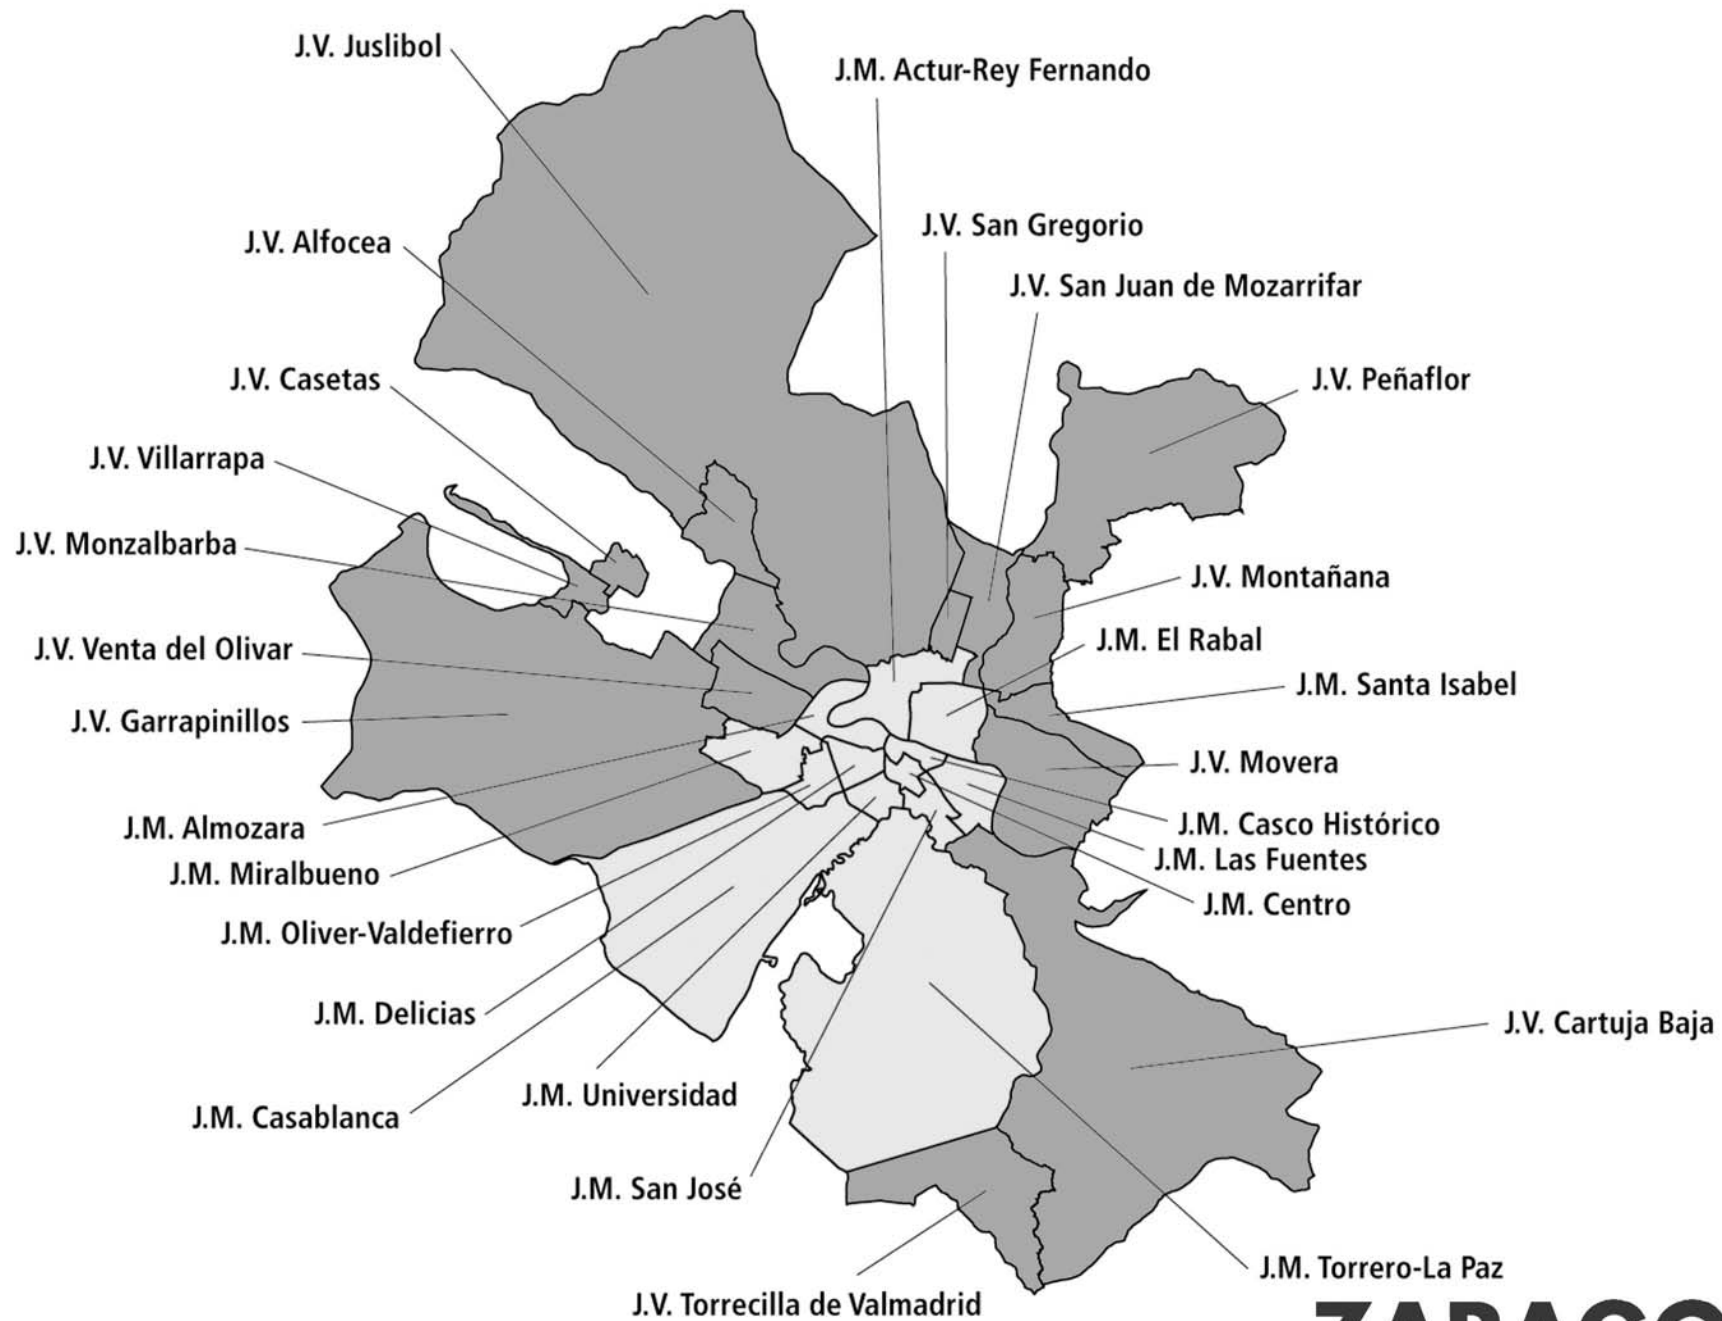 J.V. Juslibol
J.M. Actur-Rey Fernando
J.V. San Gregorio
J.V. Alfocea
J.V. San Juan de Mozarrifar
J.V. Casetas
J.V. Peñaflor
J.V. Villarrapa
J.V. Monzalbarba
J.V. Montañana
J.M. El Rabal
J.V. Venta del Olivar
J.M. Santa Isabel
J.V. Garrapinillos
J.V. Movera
J.M. Almozara
J.M. Casco Histórico
J.M. Las Fuentes
J.M. Miralbueno
J.M. Centro
J.M. Oliver-Valdefierro
J.M. Delicias
J.V. Cartuja Baja
J.M. Universidad
J.M. Casablanca
J.M. San José
J.M. Torrero-La Paz
J.V. Torrecilla de Valmadrid